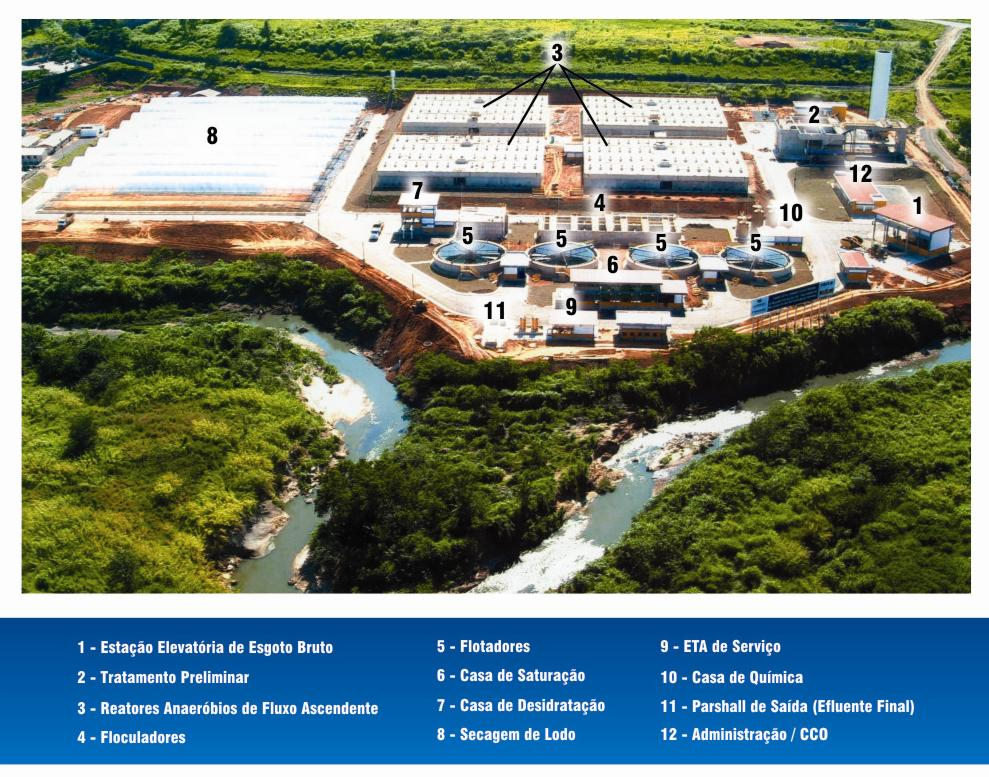 3
2
8
12
7
4
10
1
5
5
5
5
6
9
11
1 - Estação Elevatória de Esgoto Bruto
2 - Tratamento Preliminar
3 - Reatores Anaeróbios de Fluxo Ascendente
4 - Floculadores
5 - Flotadores
6 - Casa de Saturação
7 - Casa de Desidratação
8 - Secagem de Lodo
9 - ETA de Serviço
10 - Casa de Química
11 - Parshall de Saída (Efluente Final)
12 - Administração / CCO